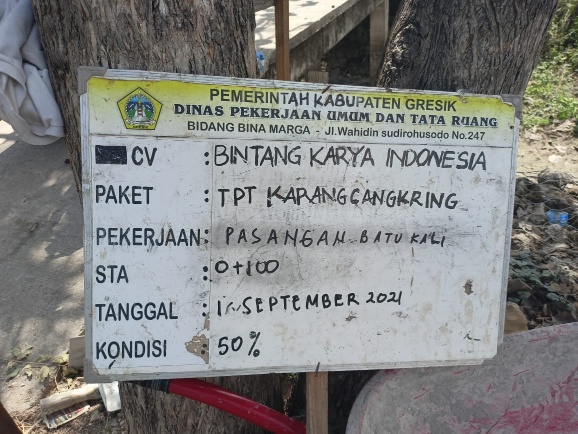 PEMERINTAH KABUPATEN GRESIK
DINAS PEKERJAAN UMUM DAN TATA RUANG
BIDANG BINA MARGA - Jl.Wahidin sudirohusodo No.247
CV : BINTANG KARYA INDONESIA
PAKET : TPT KARANGCANGKRING
PEKERJAAN : PASANGAN BATU KALI
STA : 0+100
TANGGAL : SEPTEMBER 2021
KONDISI : 50%